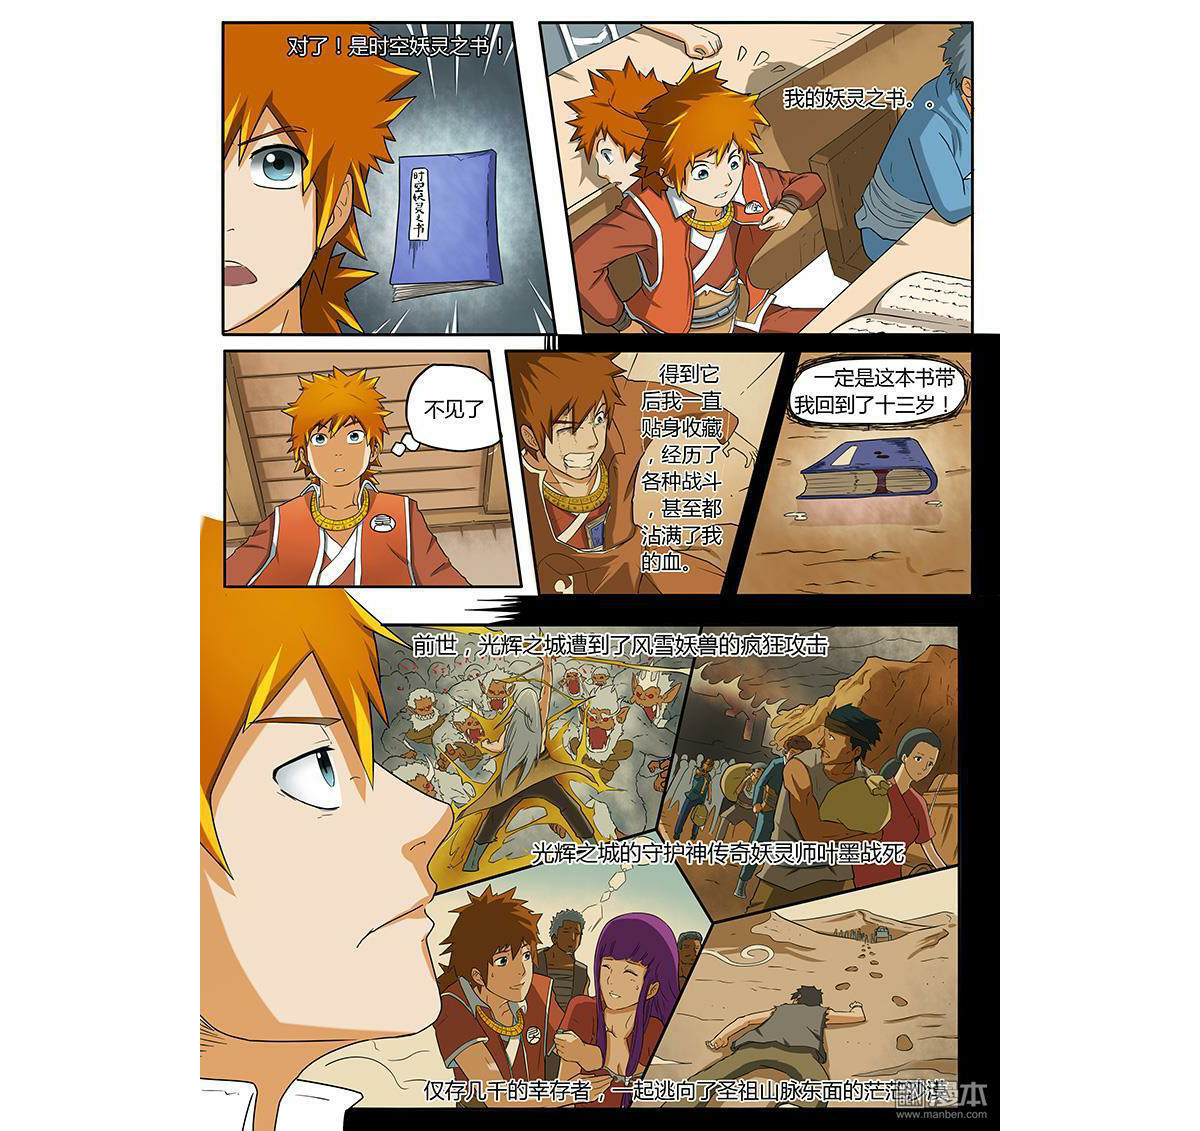 对了！是时空妖灵之书！
时空妖灵之书
我的妖灵之书。。
不见了
得到它
后我一直
贴身收藏
，经历了
各种战斗
，甚至都
沾满了我
的血。
一定是这本书带
我回到了十三岁！
前世，光辉之城遭到了风雪妖兽的疯狂攻击
光辉之城的守护神传奇妖灵师叶墨战死
仅存几千的幸存者，一起逃向了圣祖山脉东面的茫茫沙漠
漫本
www.manben.com